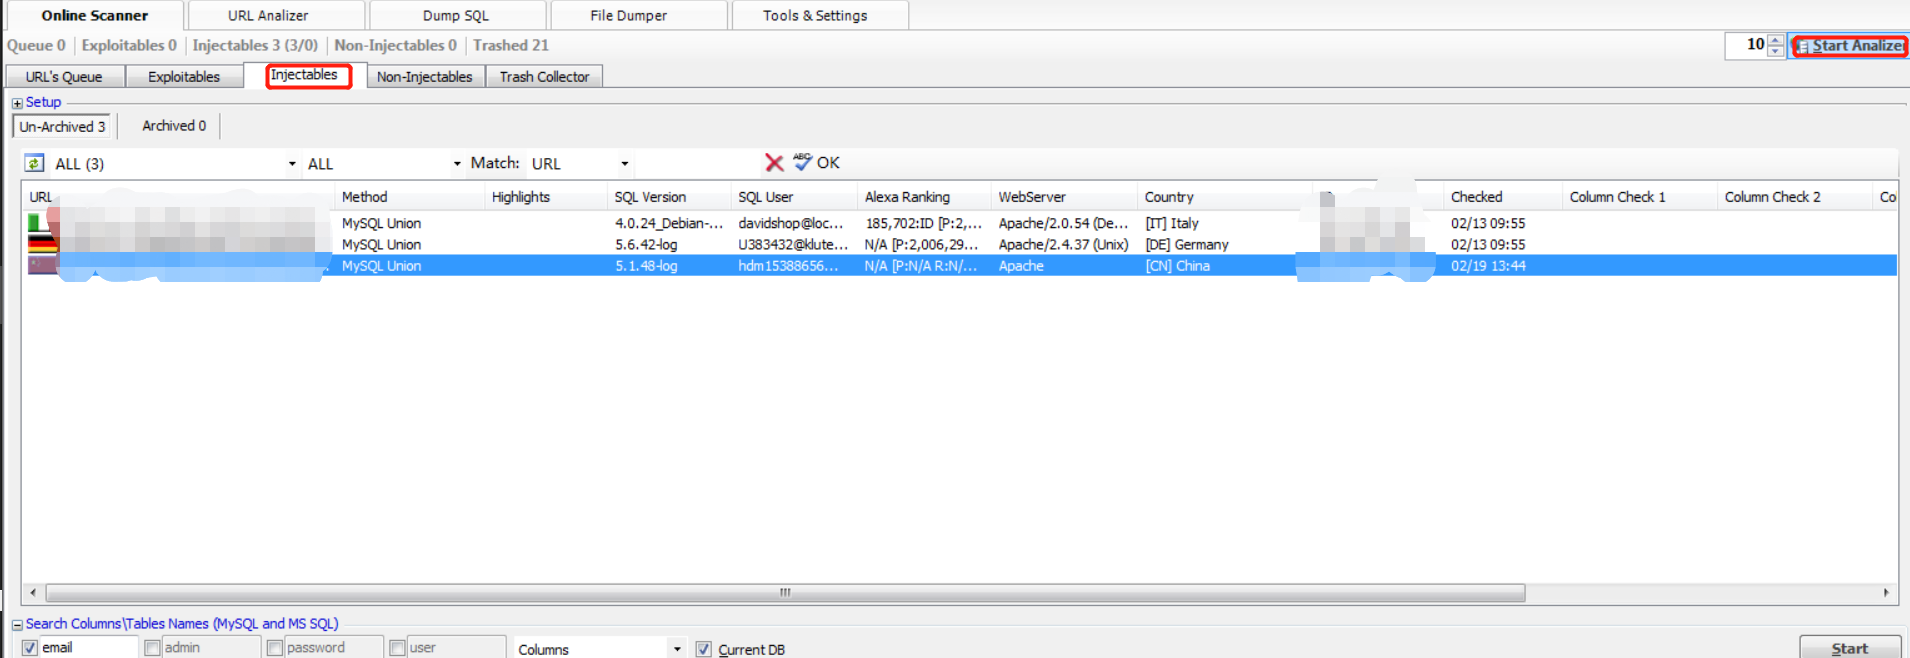 Online Scanner URL Analizer Dump SQL File Dumper Tools & Settings
Queue 0 Exploitables 0 Injectables 3 (3/0) Non-Injectables 0 Trashed 21 10 Start Analizer
URL's Queue Exploitables Injectables Non-Injectables Trash Collector
Setup
Un-Archived 3 Archived 0
ALL (3) ALL Match: URL ABC OK
URL Method Highlights SQL Version SQL User Alexa Ranking WebServer Country Checked Column Check 1 Column Check 2 Co
MySQL Union 4.0.24_Debian-... davidshop@loc... 185,702:ID [P:2,... Apache/2.0.54 (De... [IT] Italy 02/13 09:55
MySQL Union 5.6.42-log U383432@klute... N/A [P:2,006,29... Apache/2.4.37 (Unix) [DE] Germany 02/13 09:55
MySQL Union 5.1.48-log hdm15388656... N/A [P:N/A R:N/... Apache [CN] China 02/19 13:44
Search Columns\Tables Names (MySQL and MS SQL)
email admin password user Columns Current DB Start